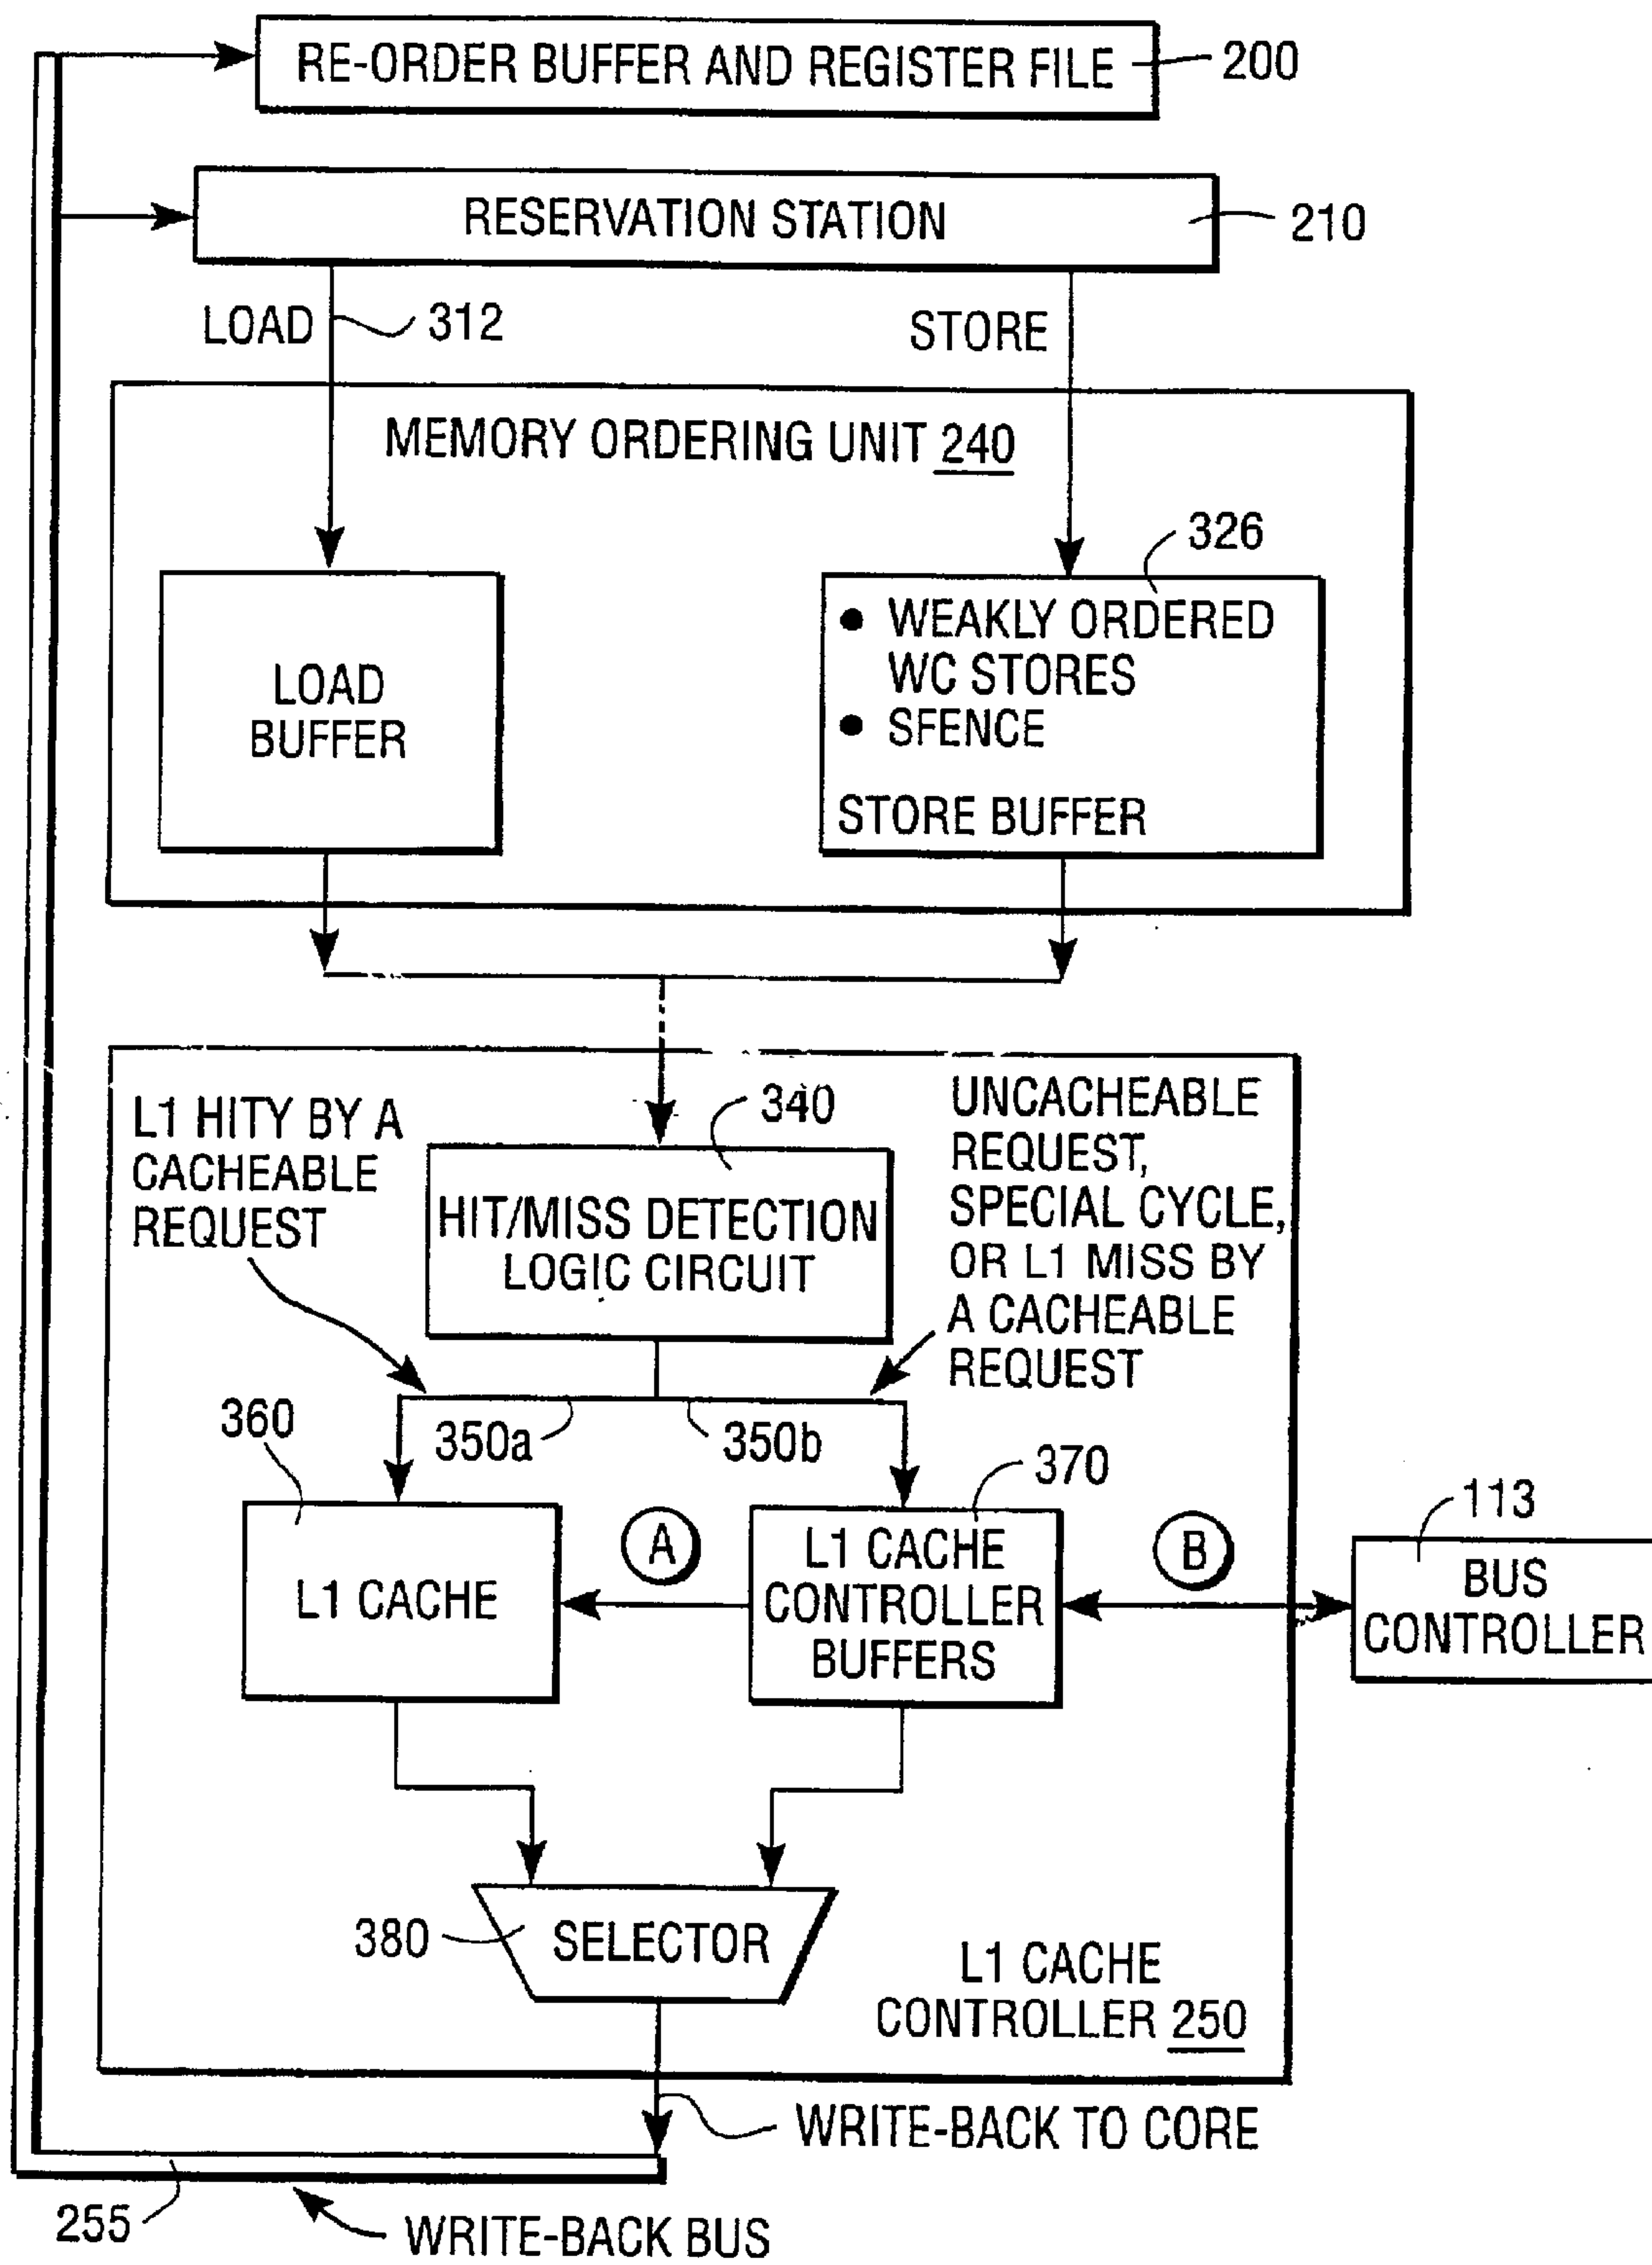 RE-ORDER BUFFER AND REGISTER FILE
200
RESERVATION STATION
210
LOAD
312
STORE
MEMORY ORDERING UNIT 240
326
LOAD
BUFFER
● WEAKLY ORDERED
WC STORES
● SFENCE
STORE BUFFER
L1 HITY BY A
CACHEABLE
REQUEST
340
HIT/MISS DETECTION
LOGIC CIRCUIT
UNCACHEABLE
REQUEST,
SPECIAL CYCLE,
OR L1 MISS BY
A CACHEABLE
REQUEST
360
350a
350b
370
L1 CACHE
A
L1 CACHE
CONTROLLER
BUFFERS
B
113
BUS
CONTROLLER
380
SELECTOR
L1 CACHE
CONTROLLER 250
WRITE-BACK TO CORE
255
WRITE-BACK BUS